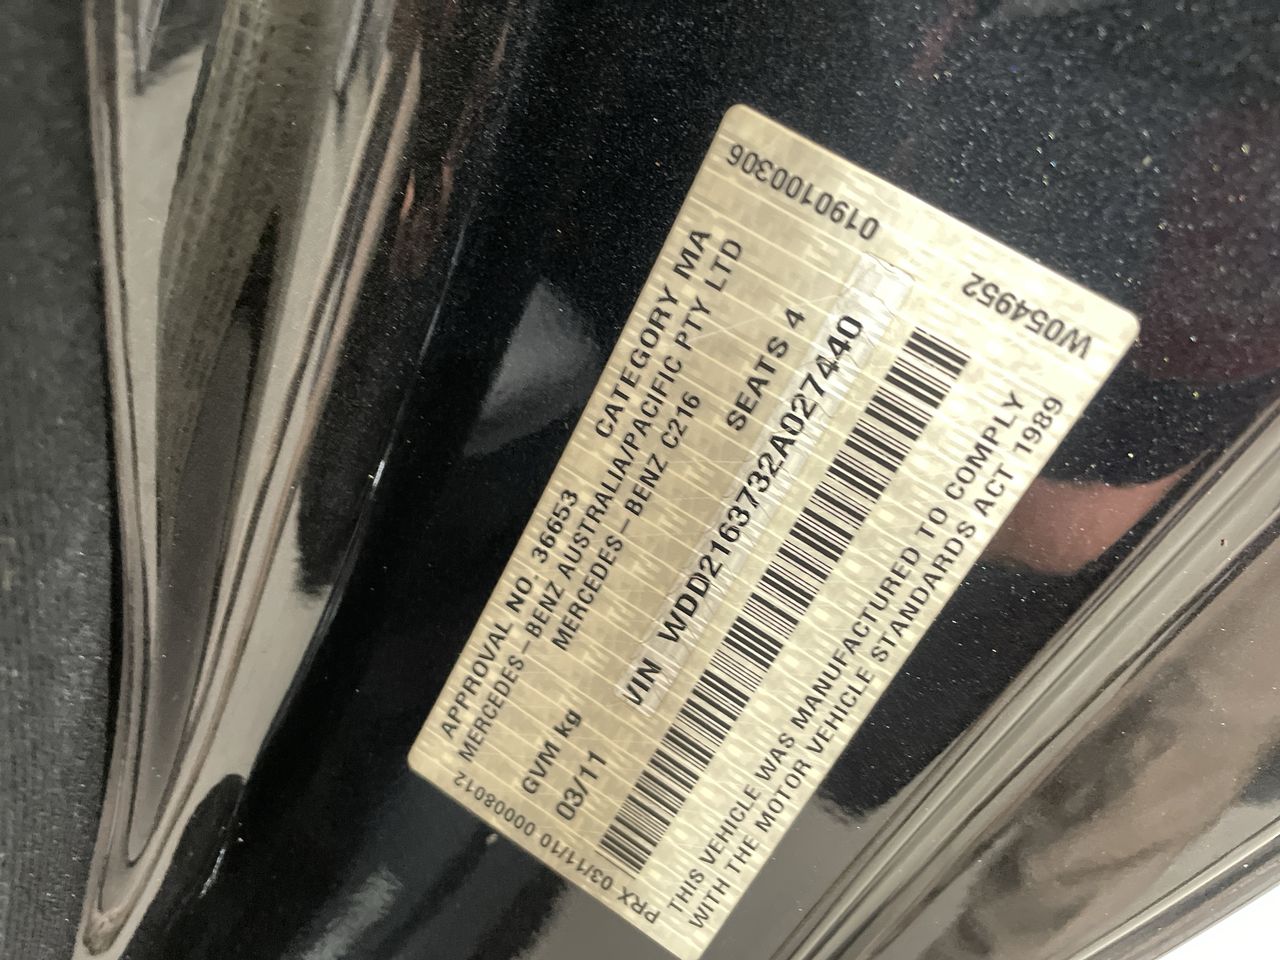 01901100306
W054952
APPROVAL NO. 36653 CATEGORY MA
MERCEDES-BENZ AUSTRALIA/PACIFIC PTY LTD
MERCEDES-BENZ C216
GVM kg SEATS 4
03/11 VIN WDD2163732A027440
THIS VEHICLE WAS MANUFACTURED TO COMPLY
WITH THE MOTOR VEHICLE STANDARDS ACT 1989
PRX 03/11/10 00008012